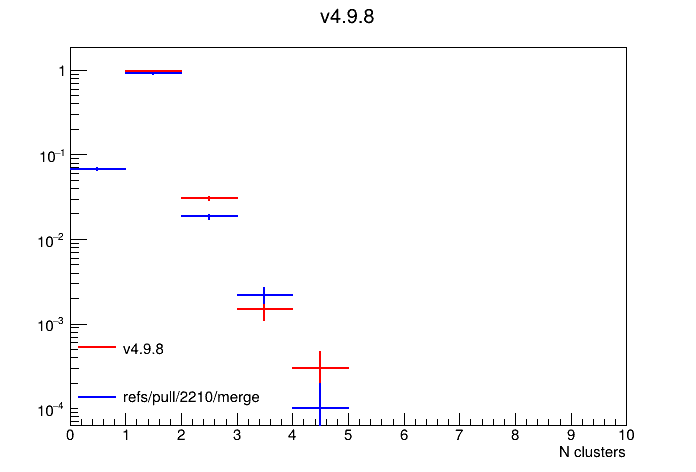 v4.9.8
1
10⁻¹
10⁻²
10⁻³
10⁻⁴
v4.9.8
refs/pull/2210/merge
0 1 2 3 4 5 6 7 8 9 10
N clusters